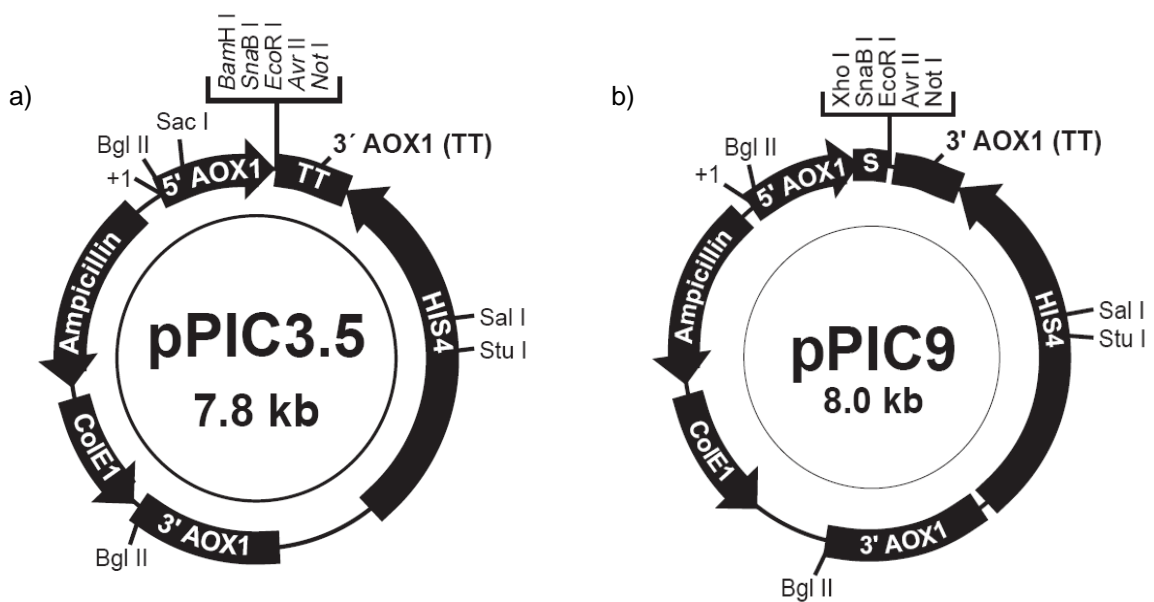 a)
BamH I
SnaB I
EcoR I
Avr II
Not I
Sac I
Bgl II
+1
5' AOX1
TT
3´ AOX1 (TT)
Ampicillin
HIS4
pPIC3.5
7.8 kb
Sal I
Stu I
ColE1
3' AOX1
Bgl II
b)
Xho I
SnaB I
EcoR I
Avr II
Not I
Bgl II
+1
5' AOX1
S
3' AOX1 (TT)
Ampicillin
HIS4
pPIC9
8.0 kb
Sal I
Stu I
ColE1
3' AOX1
Bgl II